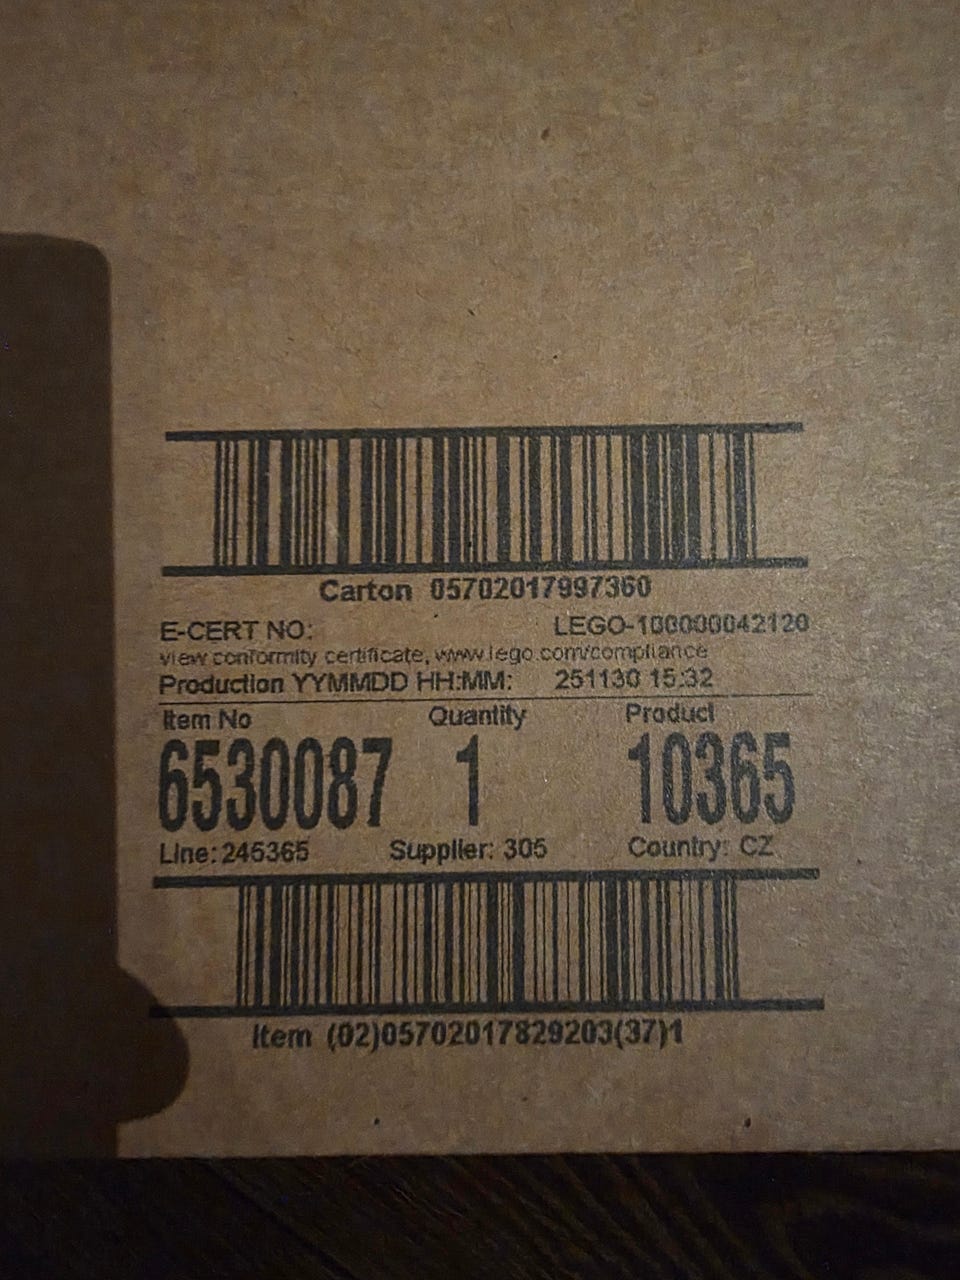 Carton 05702017997360
E-CERT NO: LEGO-100000042120
view conformity certificate, www.lego.com/compliance
Production YYMMDD HH:MM: 251130 15:32
Item No Quantity Product
6530087 1 10365
Line: 245365 Supplier: 305 Country: CZ
Item (02)05702017829203(37)1